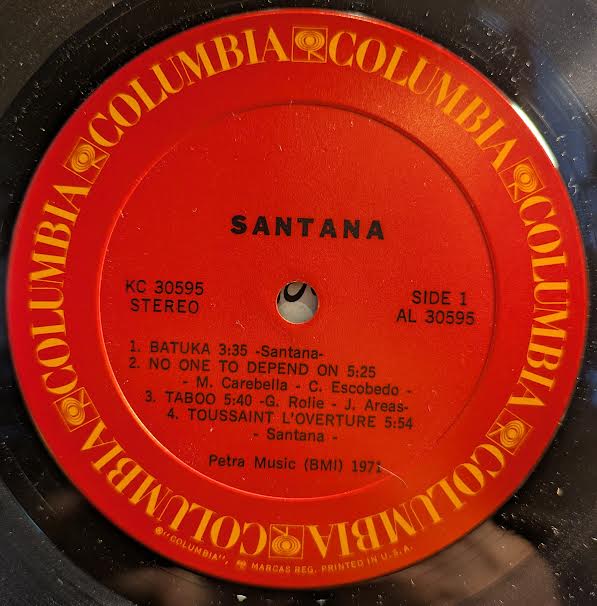 COLUMBIA COLUMBIA COLUMBIA COLUMBIA COLUMBIA COLUMBIA
SANTANA
KC 30595
STEREO
SIDE 1
AL 30595
1. BATUKA 3:35 -Santana-
2. NO ONE TO DEPEND ON 5:25
- M. Carebella - C. Escobedo -
3. TABOO 5:40 -G. Rolie - J. Areas-
4. TOUSSAINT L'OVERTURE 5:54
- Santana -
Petra Music (BMI) 1971
"COLUMBIA", MARCAS REG. PRINTED IN U.S.A.